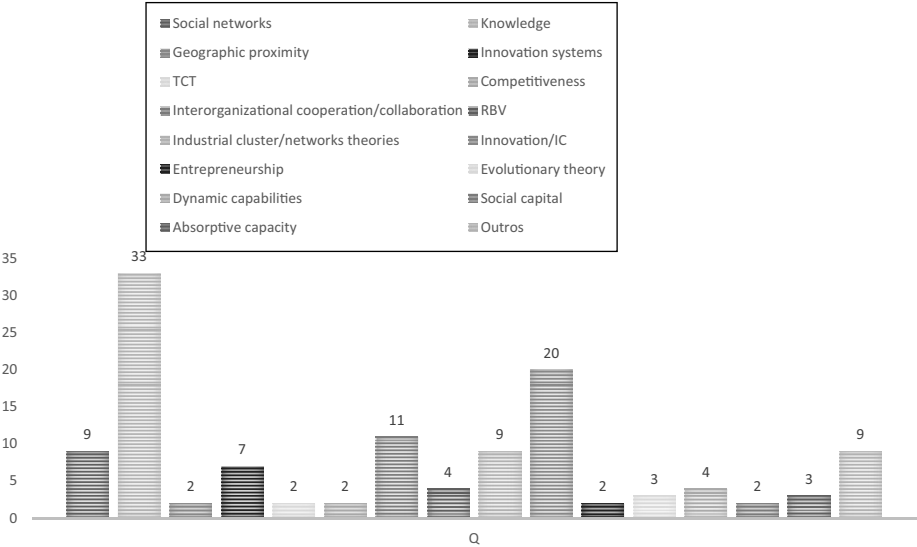 Social networks Knowledge
Geographic proximity Innovation systems
TCT Competitiveness
Interorganizational cooperation/collaboration RBV
Industrial cluster/networks theories Innovation/IC
Entrepreneurship Evolutionary theory
Dynamic capabilities Social capital
Absorptive capacity Outros
35
33
30
25
20
20
15
11
10
9
9
9
7
5
4
4
3
3
2
2
2
2
2
0
Q